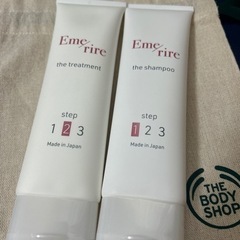 Eme
rire
the treatment
step
1 2 3
Made in Japan
Eme
rire
the shampoo
step
1 2 3
Made in Japan
THE
BODY
SHOP